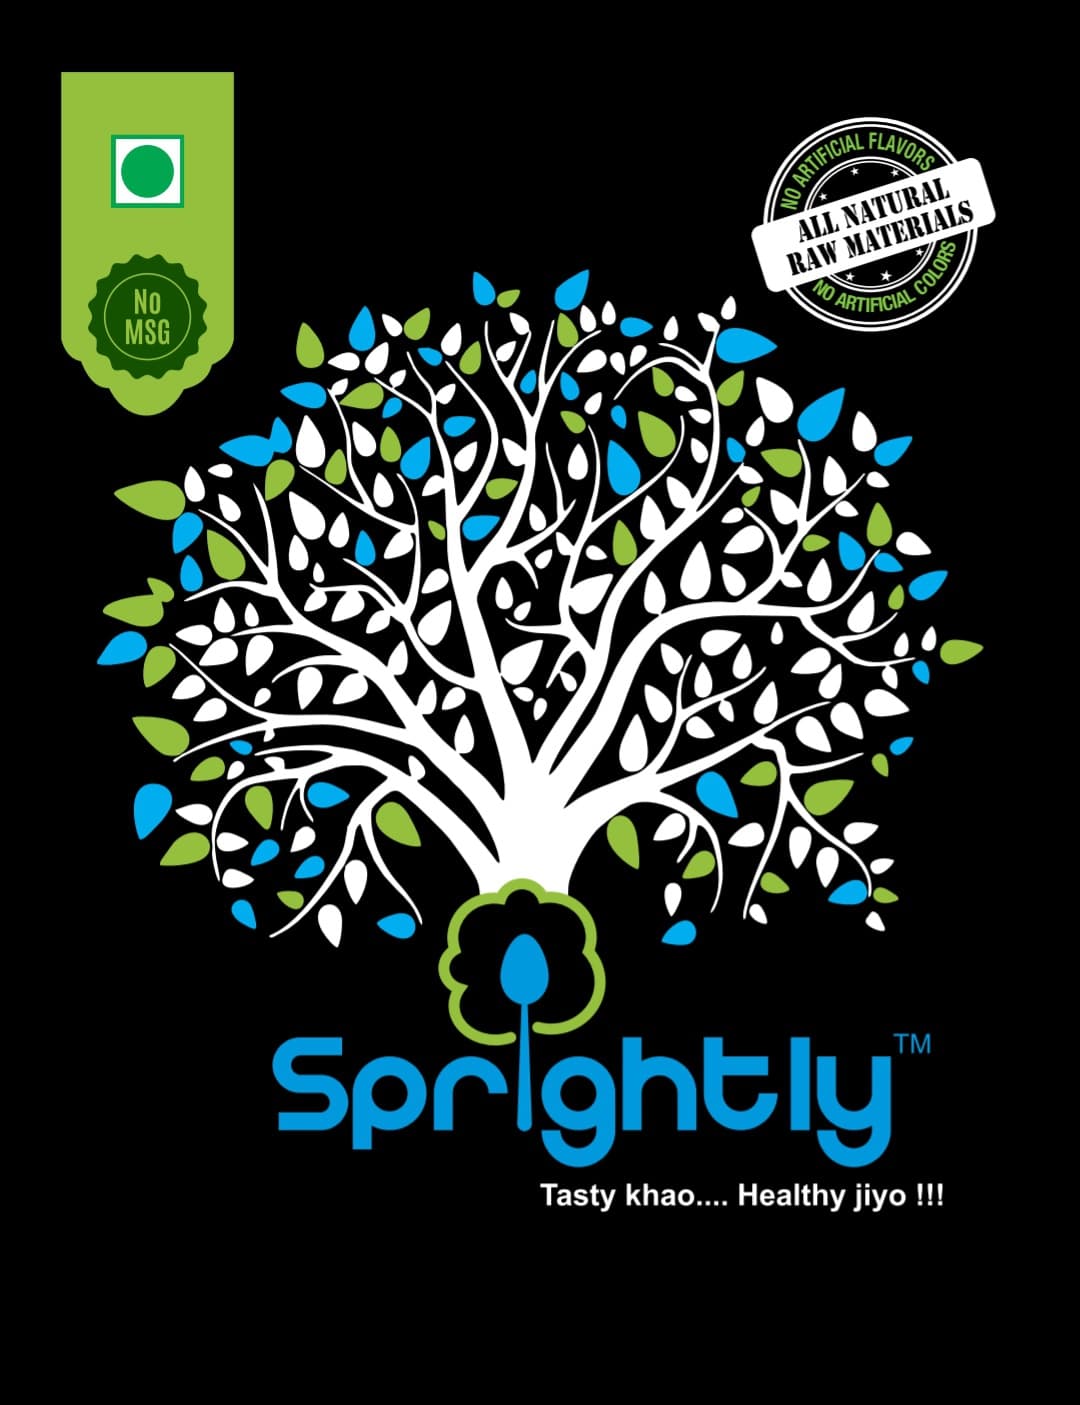 No
MSG
NO ARTIFICIAL FLAVORS
ALL NATURAL
RAW MATERIALS
NO ARTIFICIAL COLORS
Sprightly™
Tasty khao.... Healthy jiyo !!!